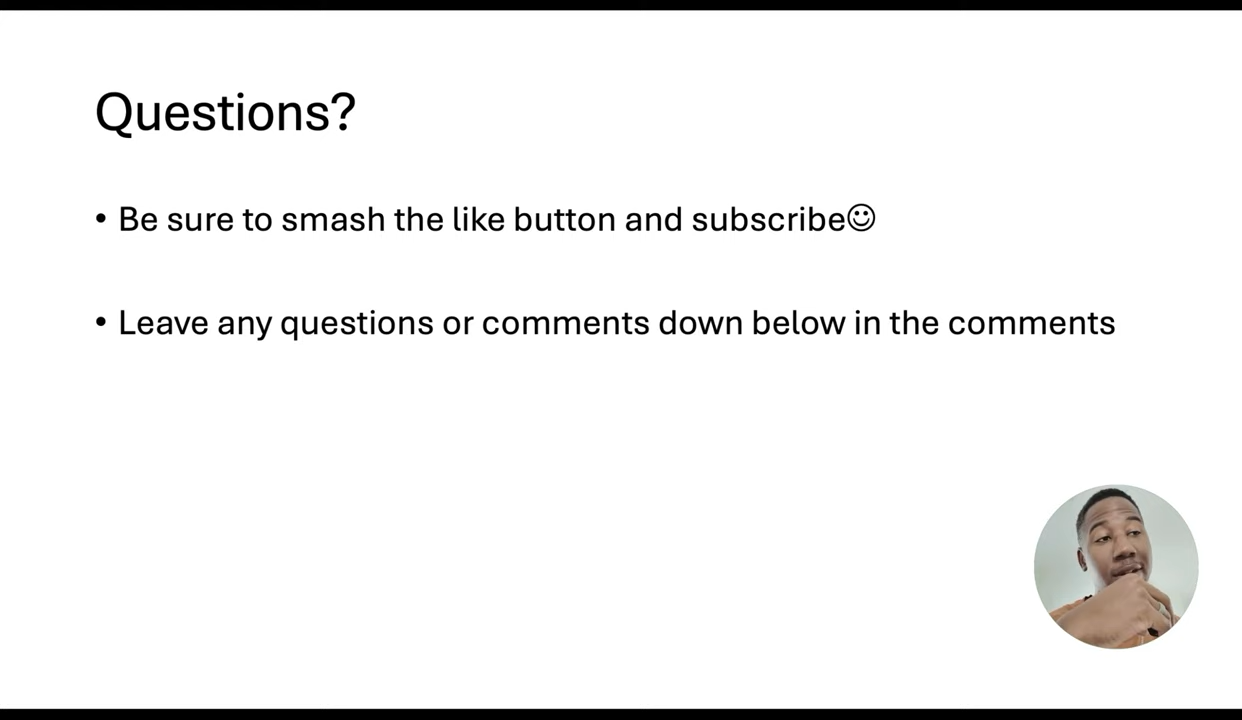 Questions?
• Be sure to smash the like button and subscribe☺
• Leave any questions or comments down below in the comments